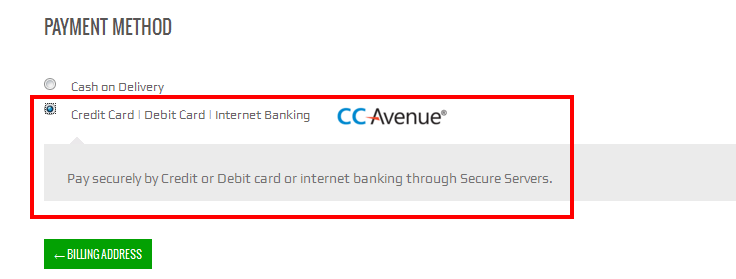 PAYMENT METHOD
Cash on Delivery
Credit Card | Debit Card | Internet Banking CCAvenue®
Pay securely by Credit or Debit card or internet banking through Secure Servers.
←BILLING ADDRESS